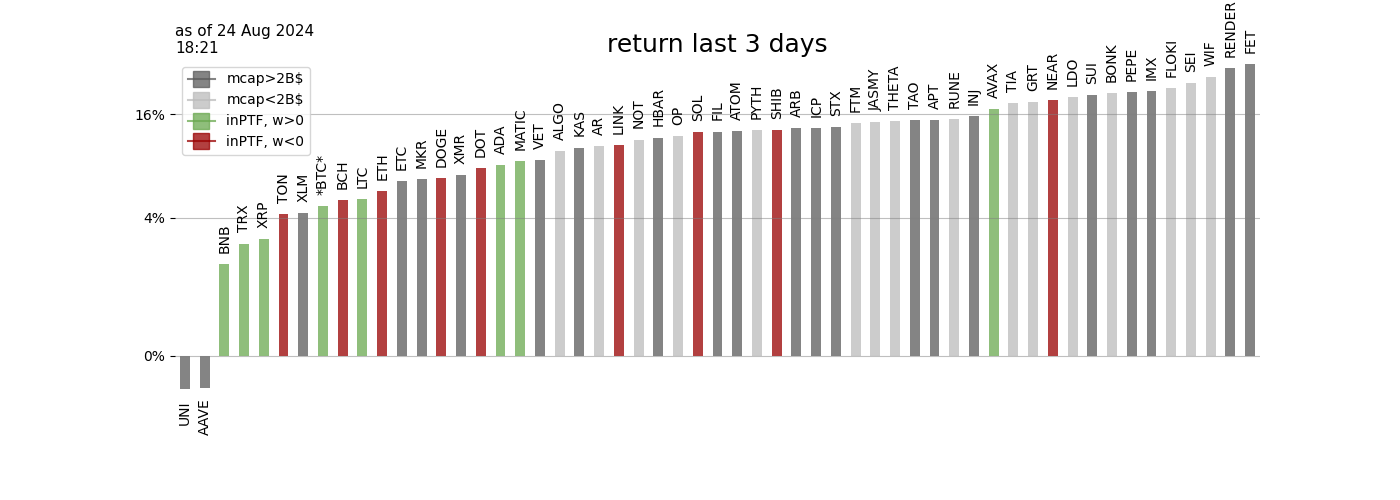 as of 24 Aug 2024
18:21
return last 3 days
mcap>2B$
mcap<2B$
inPTF, w>0
inPTF, w<0
16%
4%
0%
UNI
AAVE
BNB
TRX
XRP
TON
XLM
*BTC*
BCH
LTC
ETH
ETC
MKR
DOGE
XMR
DOT
ADA
MATIC
VET
ALGO
KAS
AR
LINK
NOT
HBAR
OP
SOL
FIL
ATOM
PYTH
SHIB
ARB
ICP
STX
FTM
JASMY
THETA
TAO
APT
RUNE
INJ
AVAX
TIA
GRT
NEAR
LDO
SUI
BONK
PEPE
IMX
FLOKI
SEI
WIF
RENDER
FET